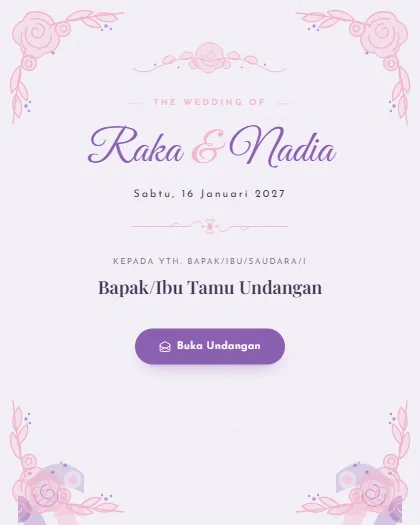 THE WEDDING OF
Raka & Nadia
Sabtu, 16 Januari 2027
KEPADA YTH. BAPAK/IBU/SAUDARA/I
Bapak/Ibu Tamu Undangan
Buka Undangan